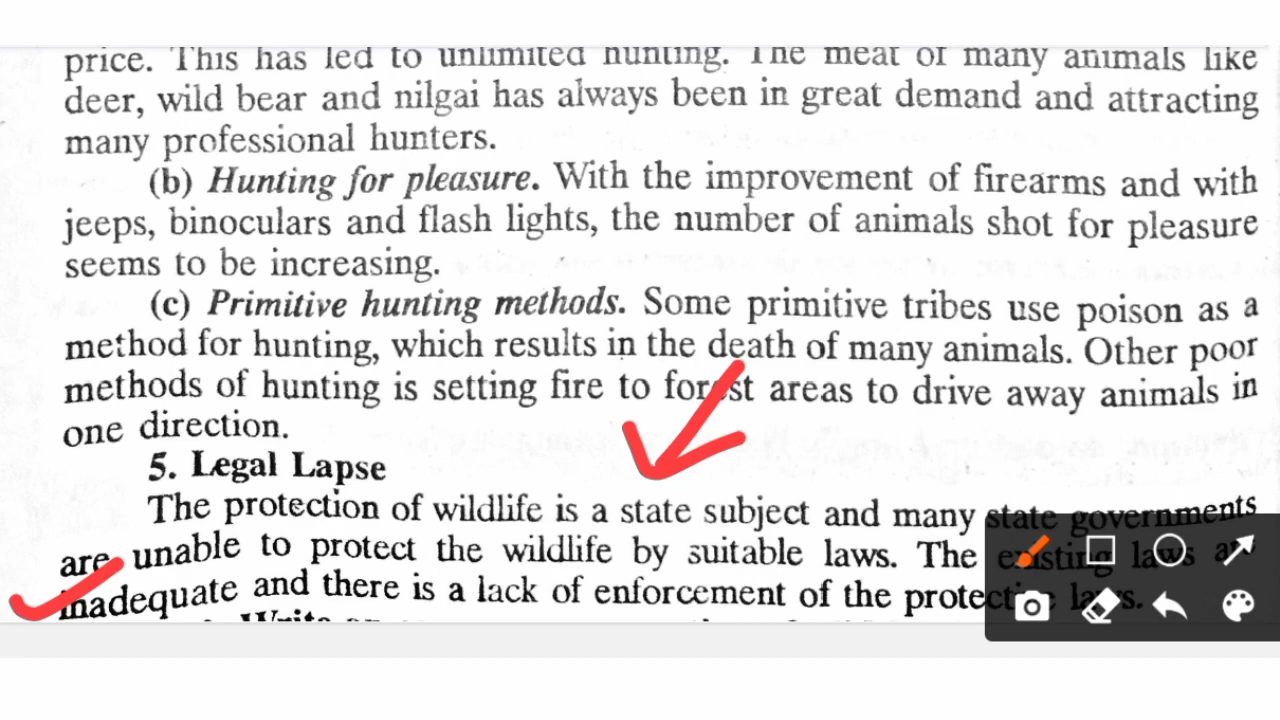 price. This has led to unlimited hunting. The meat of many animals like
deer, wild bear and nilgai has always been in great demand and attracting
many professional hunters.
(b) Hunting for pleasure. With the improvement of firearms and with
jeeps, binoculars and flash lights, the number of animals shot for pleasure
seems to be increasing.
(c) Primitive hunting methods. Some primitive tribes use poison as a
method for hunting, which results in the death of many animals. Other poor
methods of hunting is setting fire to forest areas to drive away animals in
one direction.
5. Legal Lapse
The protection of wildlife is a state subject and many state governments
are unable to protect the wildlife by suitable laws. The existing laws are
inadequate and there is a lack of enforcement of the protective laws.